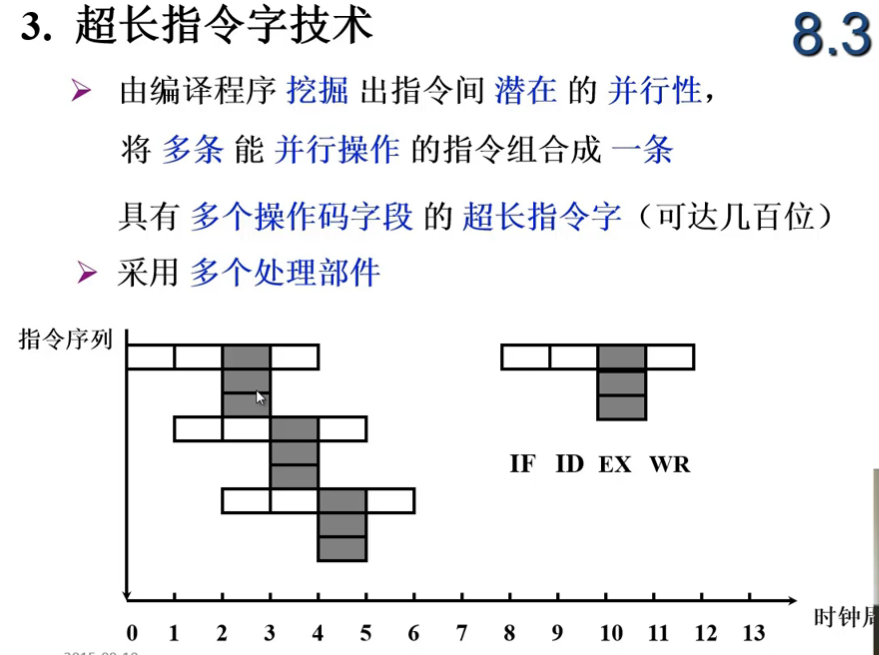 3. 超长指令字技术
8.3
➢ 由编译程序 挖掘 出指令间 潜在 的 并行性，
将 多条 能 并行操作 的指令组合成 一条
具有 多个操作码字段 的 超长指令字（可达几百位）
➢ 采用 多个处理部件
指令序列
IF ID EX WR
0 1 2 3 4 5 6 7 8 9 10 11 12 13
时钟